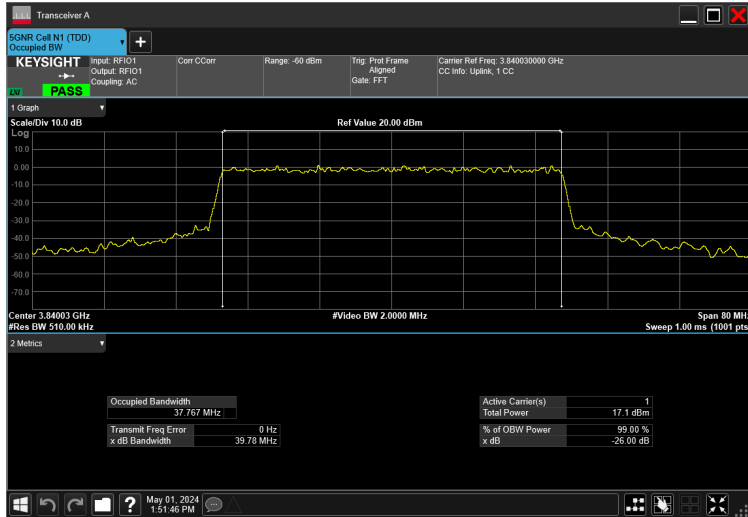 Transceiver A
5GNR Cell N1 (TDD)
Occupied BW
KEYSIGHT
LXI
PASS
Input: RFIO1
Output: RFIO1
Coupling: AC
Corr CCorr
Range: -60 dBm
Trig: Prot Frame
Aligned
Gate: FFT
Carrier Ref Freq: 3.840030000 GHz
CC Info: Uplink, 1 CC
1 Graph
Scale/Div 10.0 dB
Ref Value 20.00 dBm
Log
10.0
0.00
-10.0
-20.0
-30.0
-40.0
-50.0
-60.0
-70.0
Center 3.84003 GHz
#Video BW 2.0000 MHz
Span 80 MH
#Res BW 510.00 kHz
Sweep 1.00 ms (1001 pts
2 Metrics
Occupied Bandwidth
37.767 MHz
Transmit Freq Error 0 Hz
x dB Bandwidth 39.78 MHz
Active Carrier(s) 1
Total Power 17.1 dBm
% of OBW Power 99.00 %
x dB -26.00 dB
?
May 01, 2024
1:51:46 PM